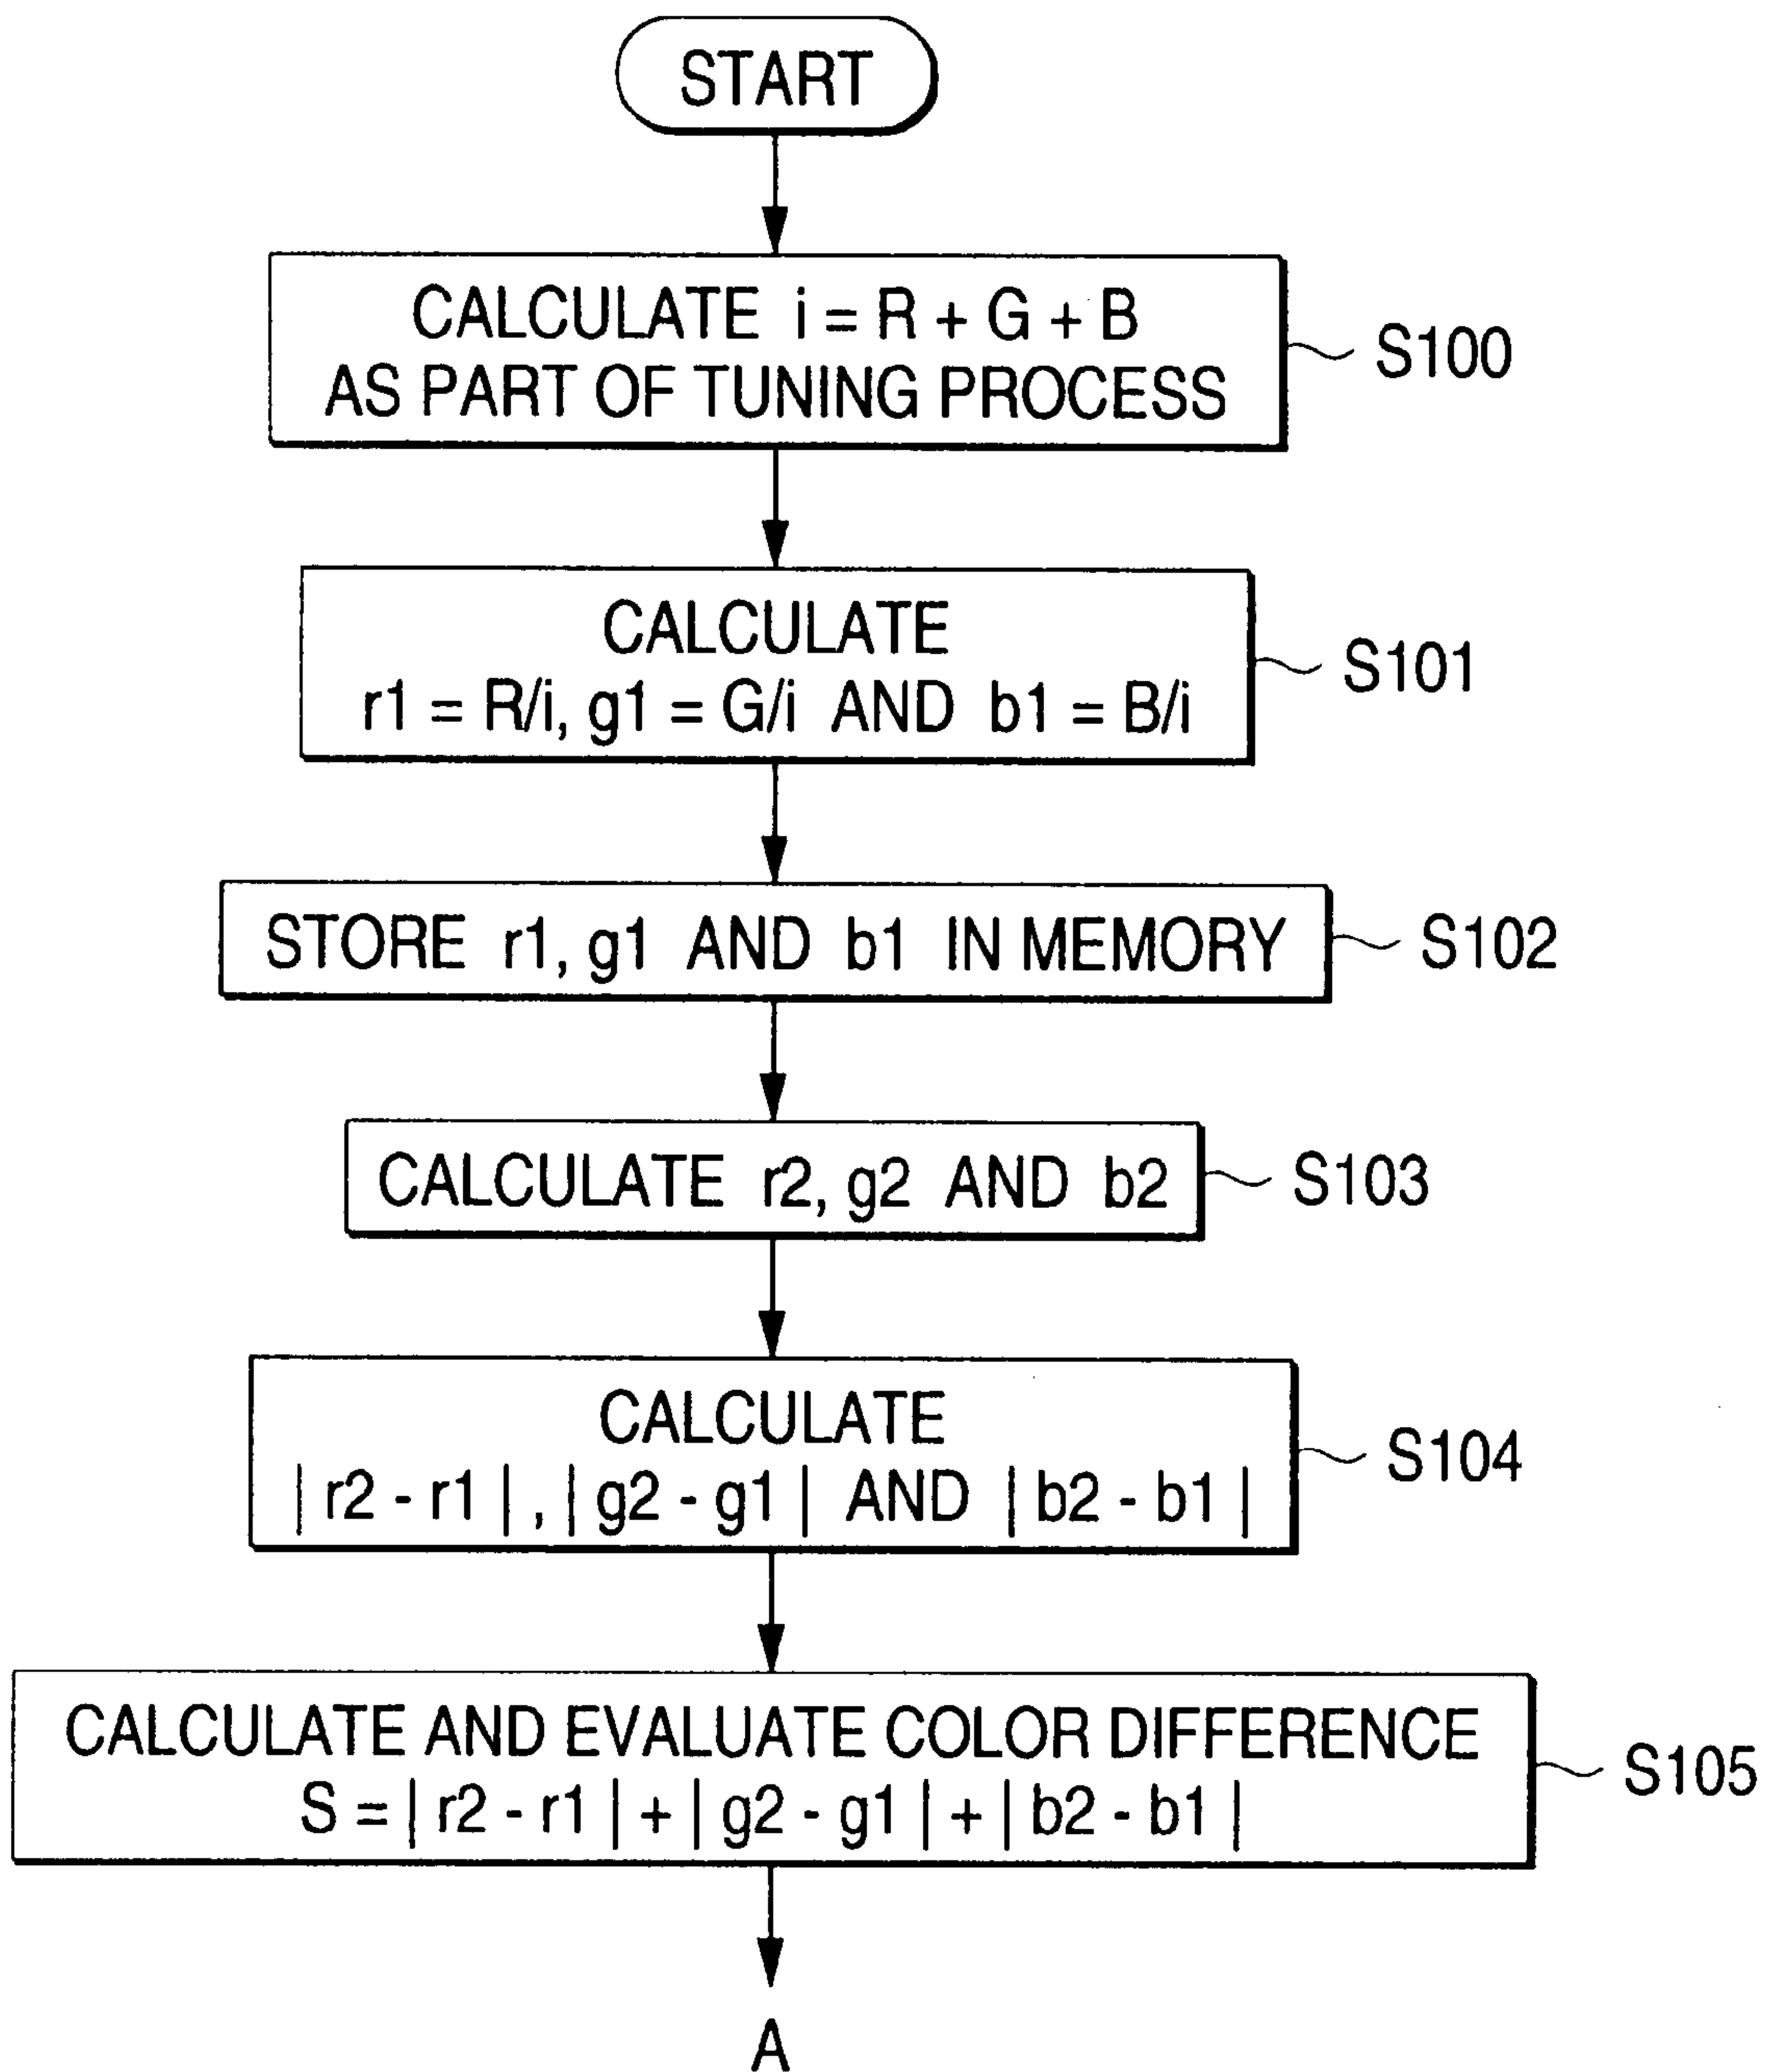 START
CALCULATE i = R + G + B
AS PART OF TUNING PROCESS
S100
CALCULATE
r1 = R/i, g1 = G/i AND b1 = B/i
S101
STORE r1, g1 AND b1 IN MEMORY
S102
CALCULATE r2, g2 AND b2
S103
CALCULATE
| r2 - r1 | , | g2 - g1 | AND | b2 - b1 |
S104
CALCULATE AND EVALUATE COLOR DIFFERENCE
S = | r2 - r1 | + | g2 - g1 | + | b2 - b1 |
S105
A